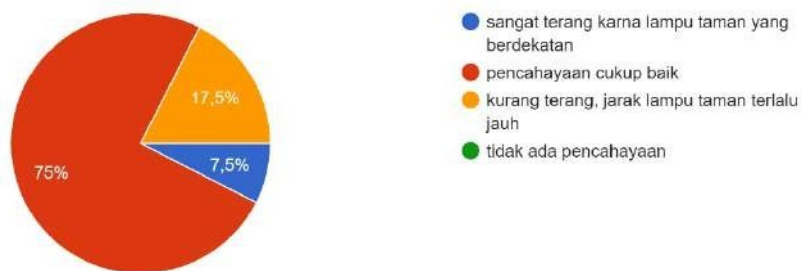 17,5%
7,5%
75%
sangat terang karna lampu taman yang
berdekatan
pencahayaan cukup baik
kurang terang, jarak lampu taman terlalu
jauh
tidak ada pencahayaan